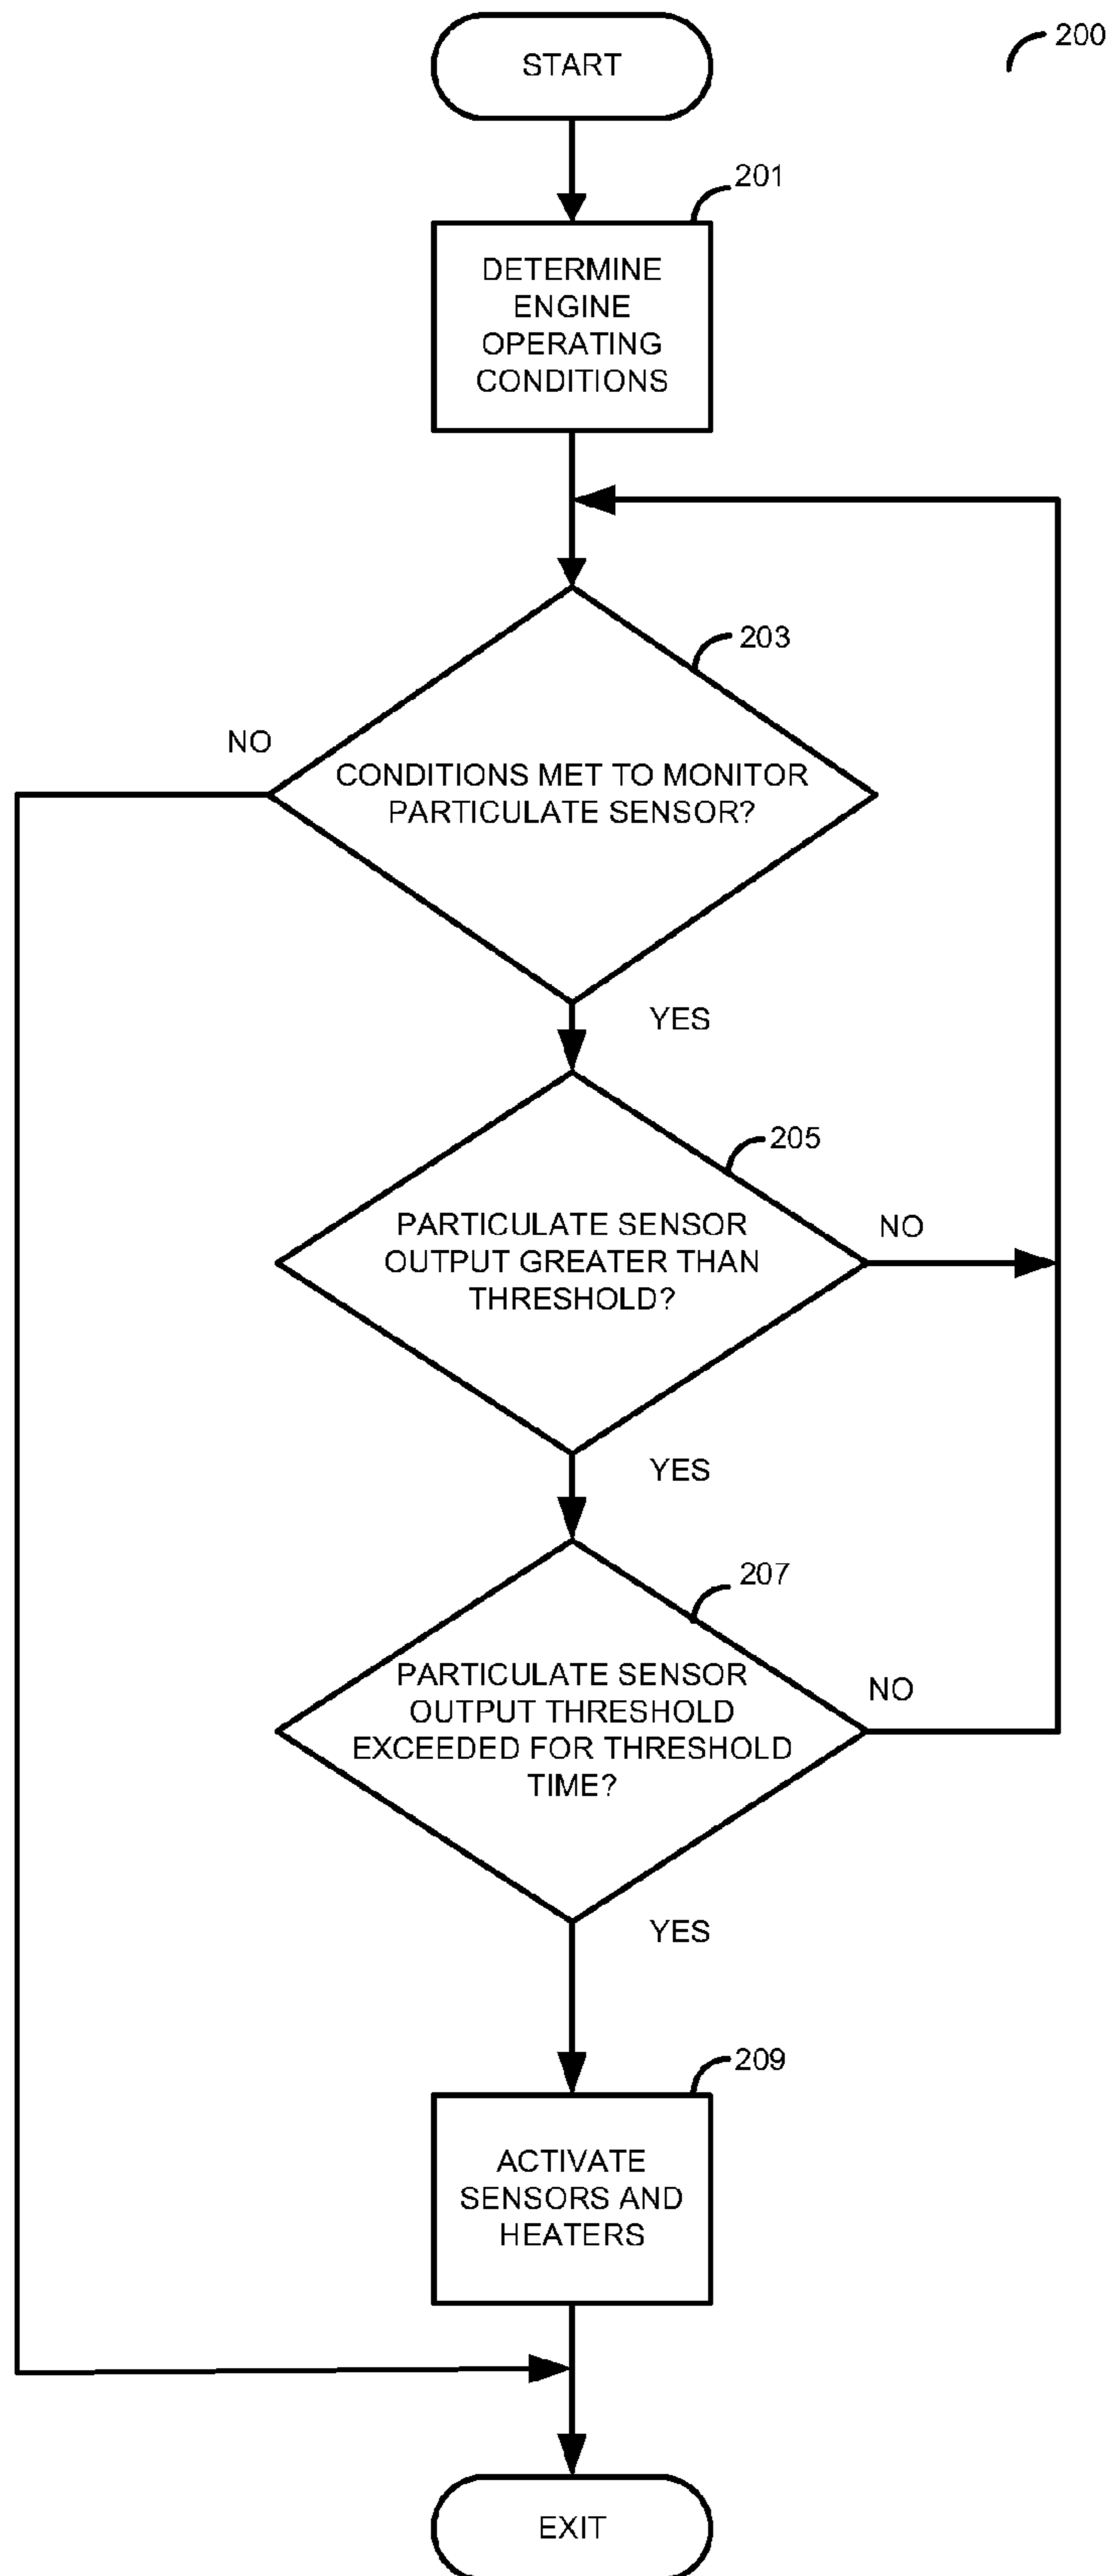 START
200
201
DETERMINE
ENGINE
OPERATING
CONDITIONS
203
NO
CONDITIONS MET TO MONITOR
PARTICULATE SENSOR?
YES
205
PARTICULATE SENSOR
OUTPUT GREATER THAN
THRESHOLD?
NO
YES
207
PARTICULATE SENSOR
OUTPUT THRESHOLD
EXCEEDED FOR THRESHOLD
TIME?
NO
YES
209
ACTIVATE
SENSORS AND
HEATERS
EXIT